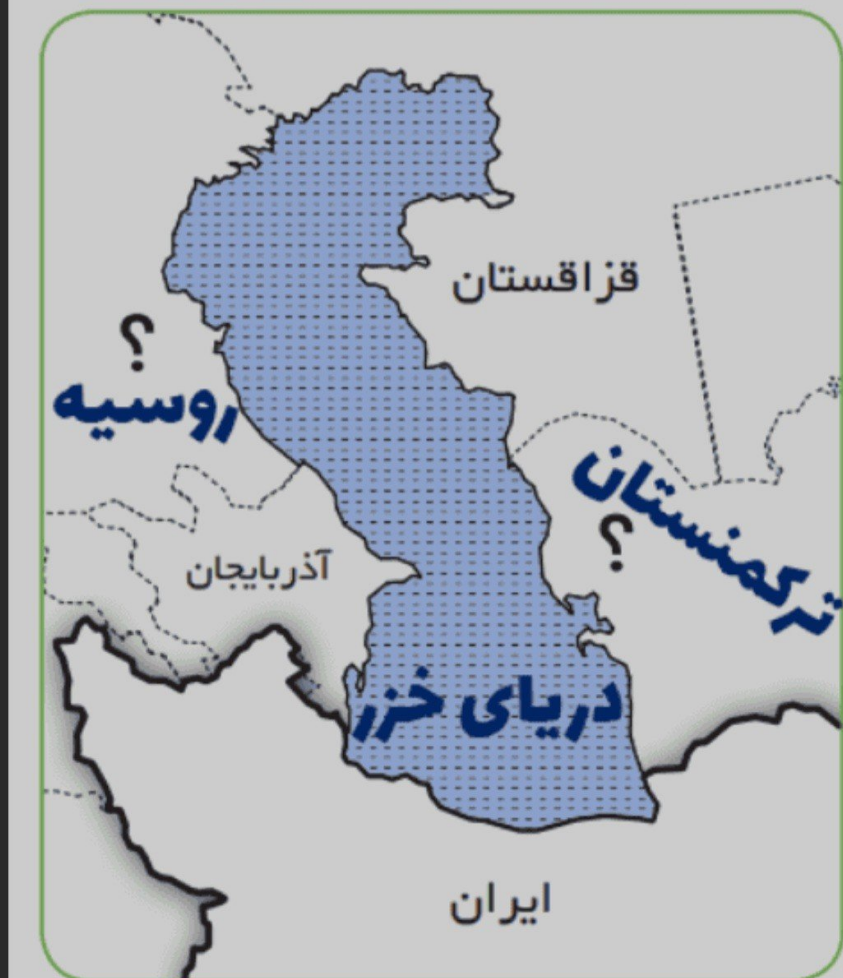 قزاقستان
؟
روسیه
ترکمنستان
؟
آذربایجان
دریای خزر
ایران